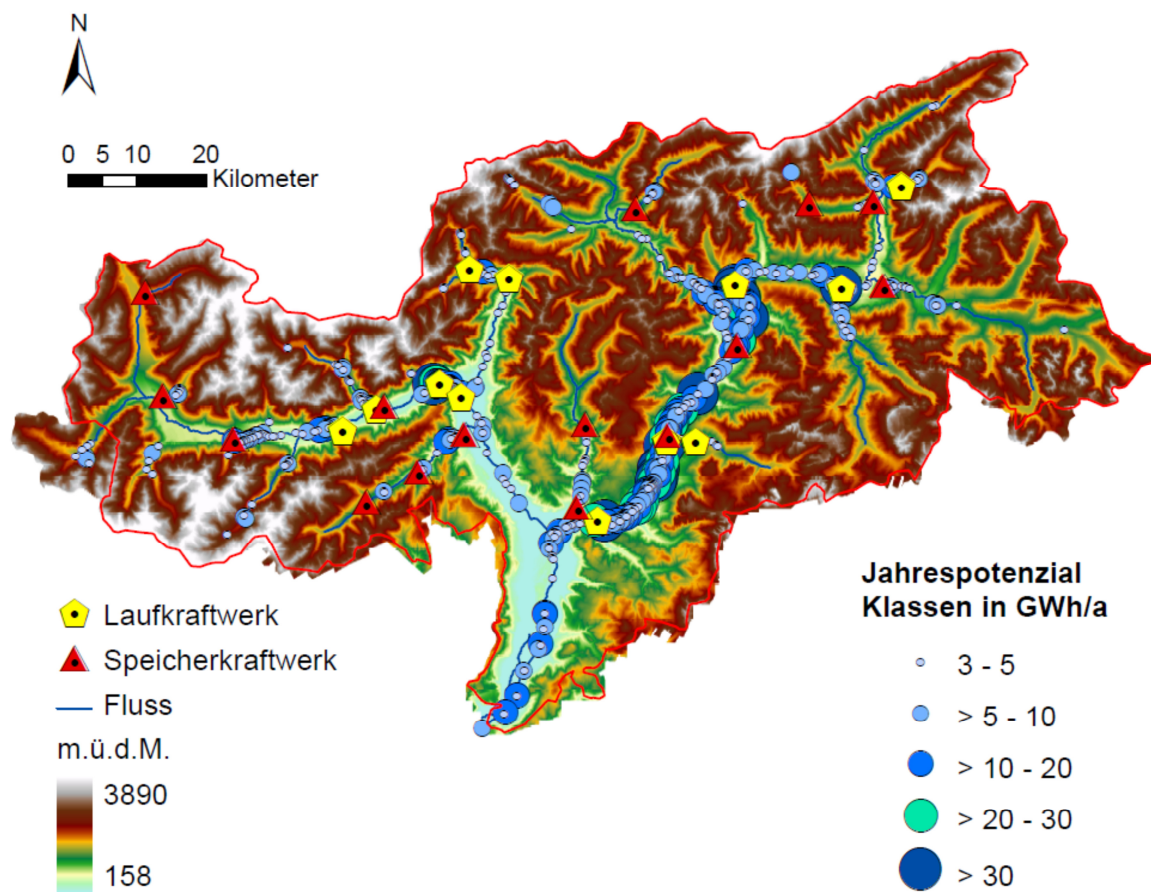 N
0 5 10 20
Kilometer
Laufkraftwerk
Speicherkraftwerk
Fluss
m.ü.d.M.
3890
158
Jahrespotenzial
Klassen in GWh/a
3 - 5
> 5 - 10
> 10 - 20
> 20 - 30
> 30